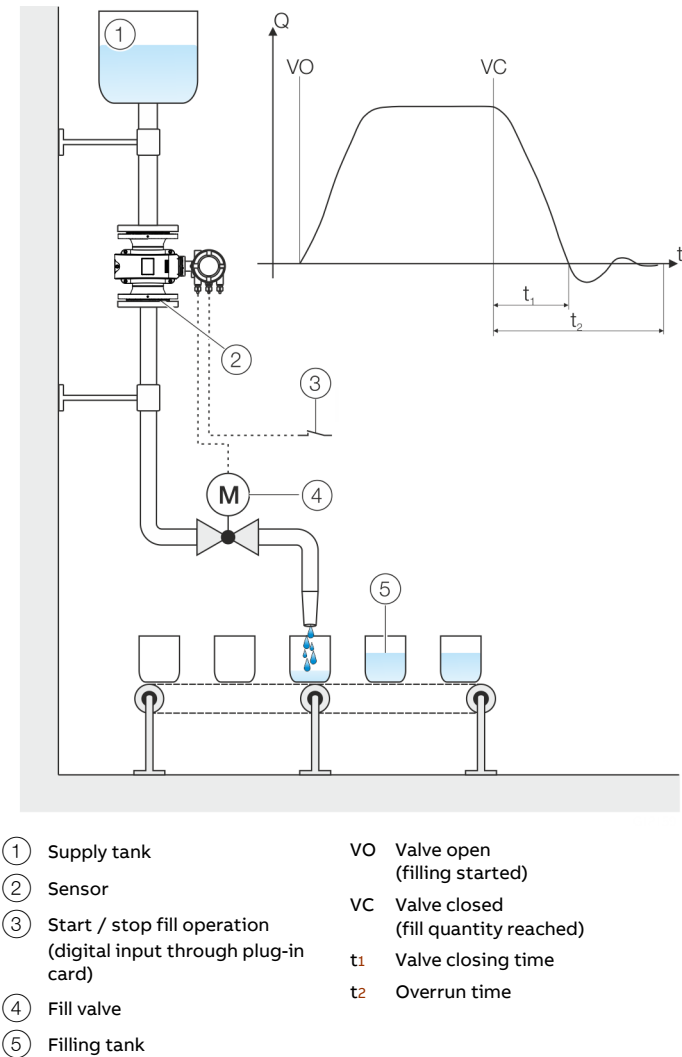 1
Q
VO VC
t
t1
t2
2
3
M
4
5
1 Supply tank
2 Sensor
3 Start / stop fill operation
(digital input through plug-in
card)
4 Fill valve
5 Filling tank
VO Valve open
(filling started)
VC Valve closed
(fill quantity reached)
t1 Valve closing time
t2 Overrun time